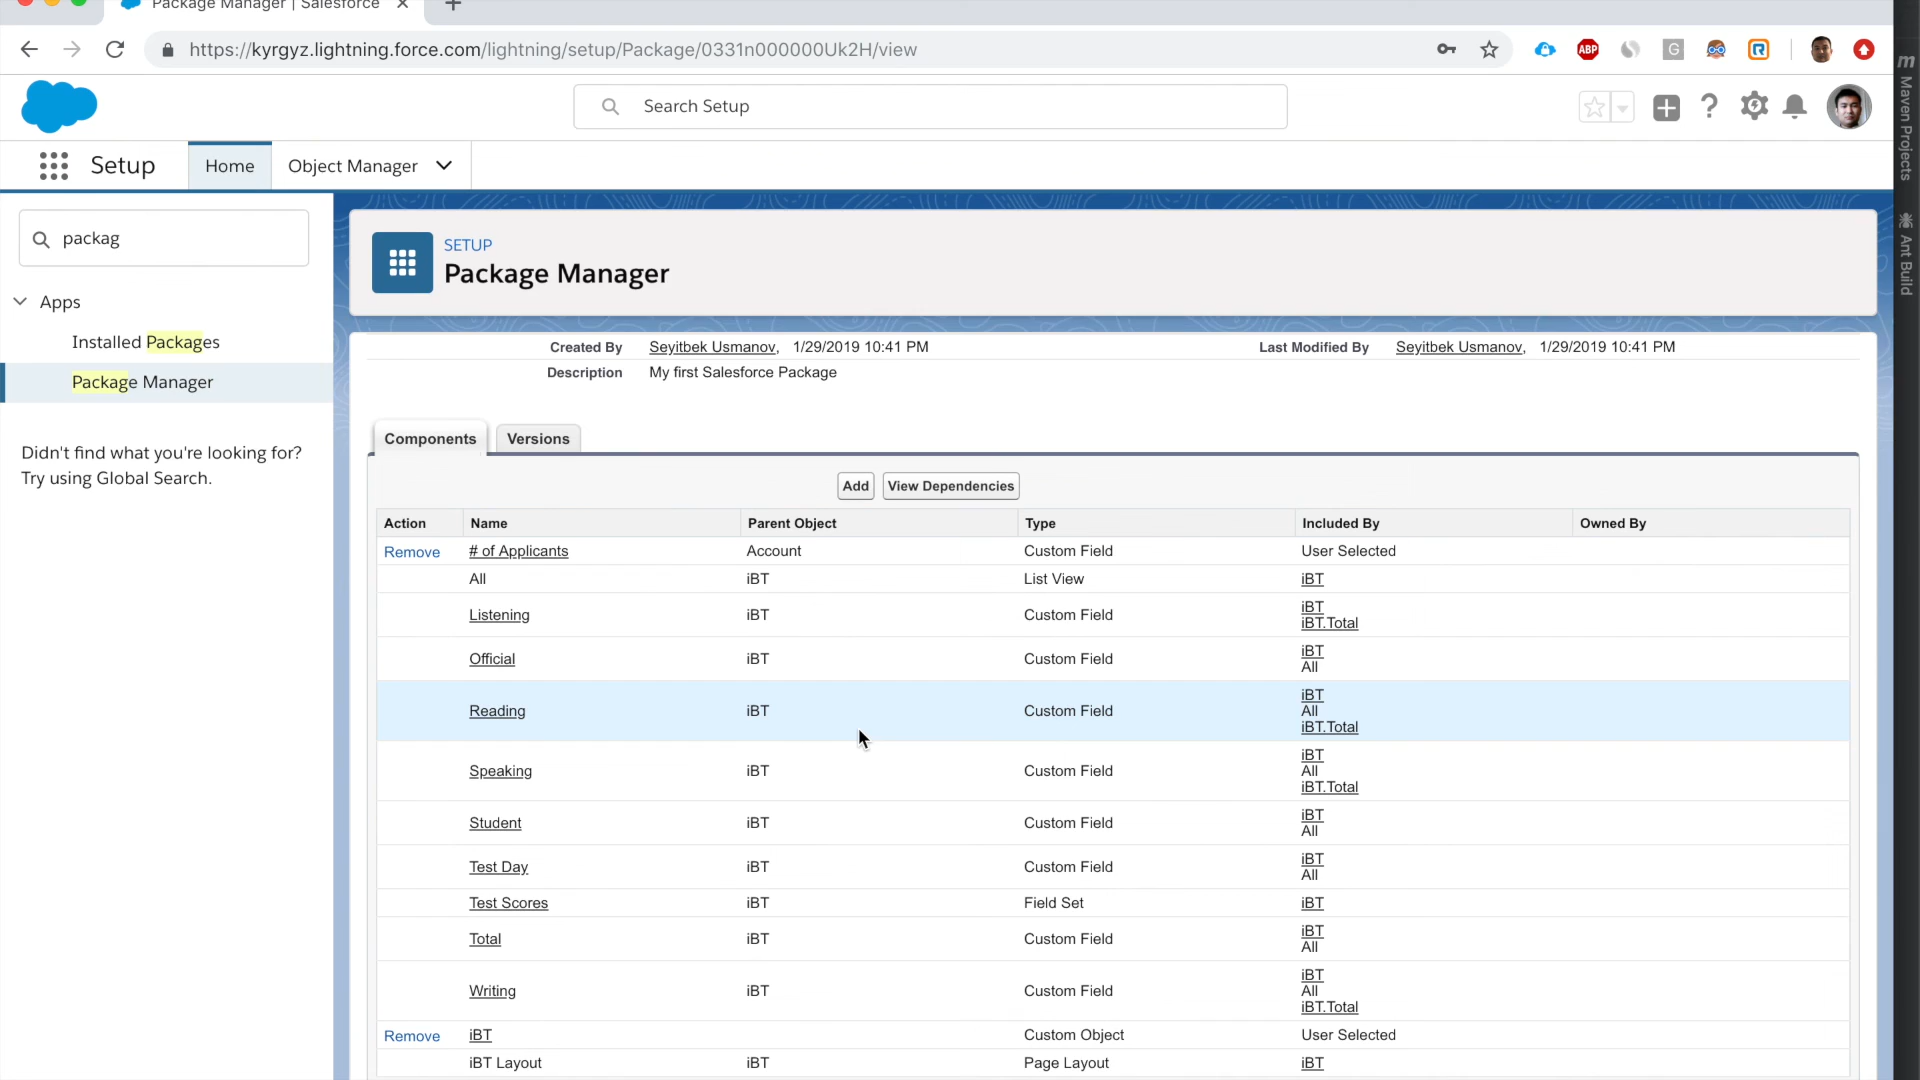 Package Manager | Salesforce
https://kyrgyz.lightning.force.com/lightning/setup/Package/0331n000000Uk2H/view
ABP
G
Search Setup
Setup
Home
Object Manager
packag
Apps
Installed Packages
Package Manager
Didn't find what you're looking for?
Try using Global Search.
SETUP
Package Manager
Created By Seyitbek Usmanov, 1/29/2019 10:41 PM Last Modified By Seyitbek Usmanov, 1/29/2019 10:41 PM
Description My first Salesforce Package
Components Versions
Add View Dependencies
Action Name Parent Object Type Included By Owned By
Remove # of Applicants Account Custom Field User Selected
All iBT List View iBT
Listening iBT Custom Field iBT
iBT.Total
Official iBT Custom Field iBT
All
Reading iBT Custom Field iBT
All
iBT.Total
Speaking iBT Custom Field iBT
All
iBT.Total
Student iBT Custom Field iBT
All
Test Day iBT Custom Field iBT
All
Test Scores iBT Field Set iBT
Total iBT Custom Field iBT
All
Writing iBT Custom Field iBT
All
iBT.Total
Remove iBT Custom Object User Selected
iBT Layout iBT Page Layout iBT
m Maven Projects
Ant Build